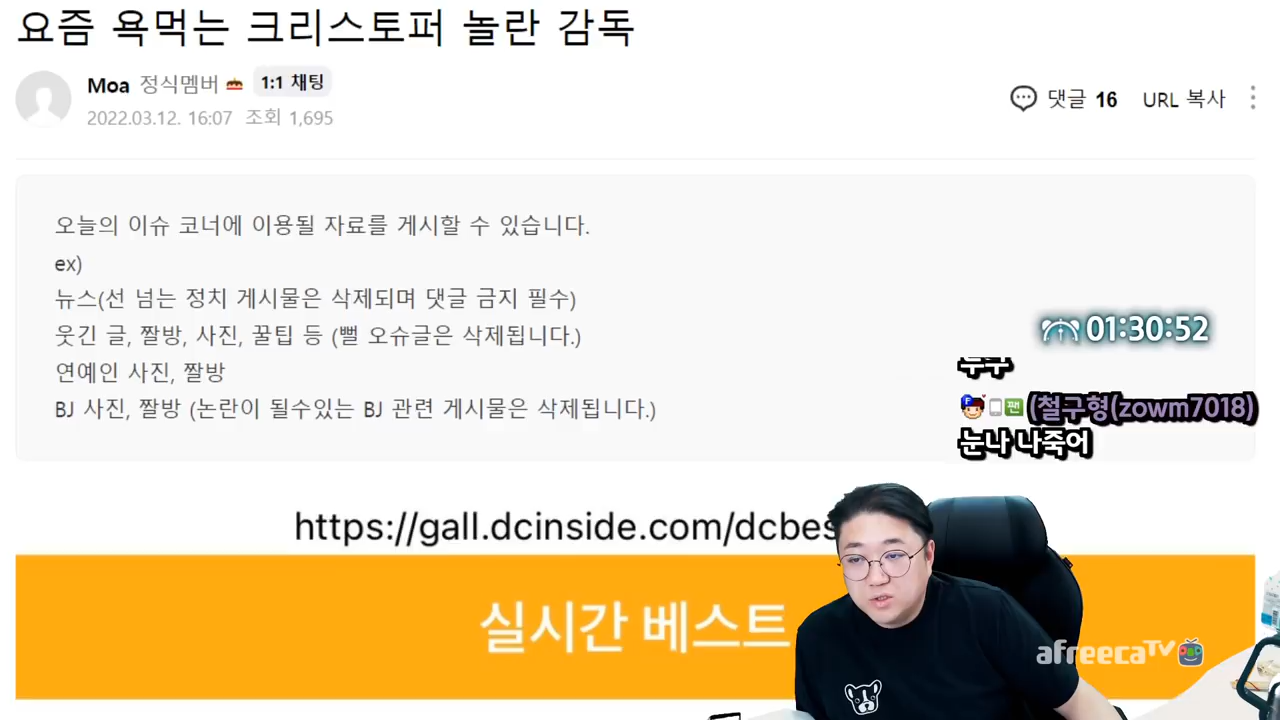 요즘 욕먹는 크리스토퍼 놀란 감독
Moa 정식멤버 1:1 채팅
2022.03.12. 16:07 조회 1,695
댓글 16 URL 복사
오늘의 이슈 코너에 이용될 자료를 게시할 수 있습니다.
ex)
뉴스(선 넘는 정치 게시물은 삭제되며 댓글 금지 필수)
웃긴 글, 짤방, 사진, 꿀팁 등 (뻘 오슈글은 삭제됩니다.)
연예인 사진, 짤방
BJ 사진, 짤방 (논란이 될수있는 BJ 관련 게시물은 삭제됩니다.)
01:30:52
F 팬 (철구형(zowm7018)
눈나 나죽어
https://gall.dcinside.com/dcbes
실시간 베스트
afreecaTV